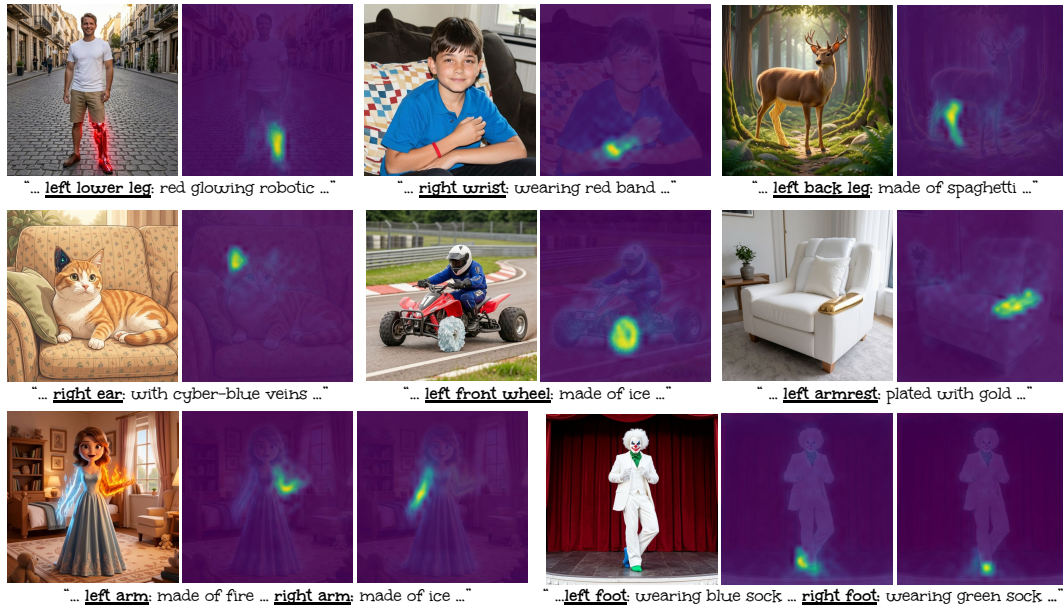 "... left lower leg: red glowing robotic ..."
"... right wrist: wearing red band ..."
"... left back leg: made of spaghetti ..."
"... right ear: with cyber-blue veins ..."
"... left front wheel: made of ice ..."
"... left armrest: plated with gold ..."
"... left arm: made of fire ... right arm: made of ice ..."
" ...left foot: wearing blue sock ... right foot: wearing green sock ...